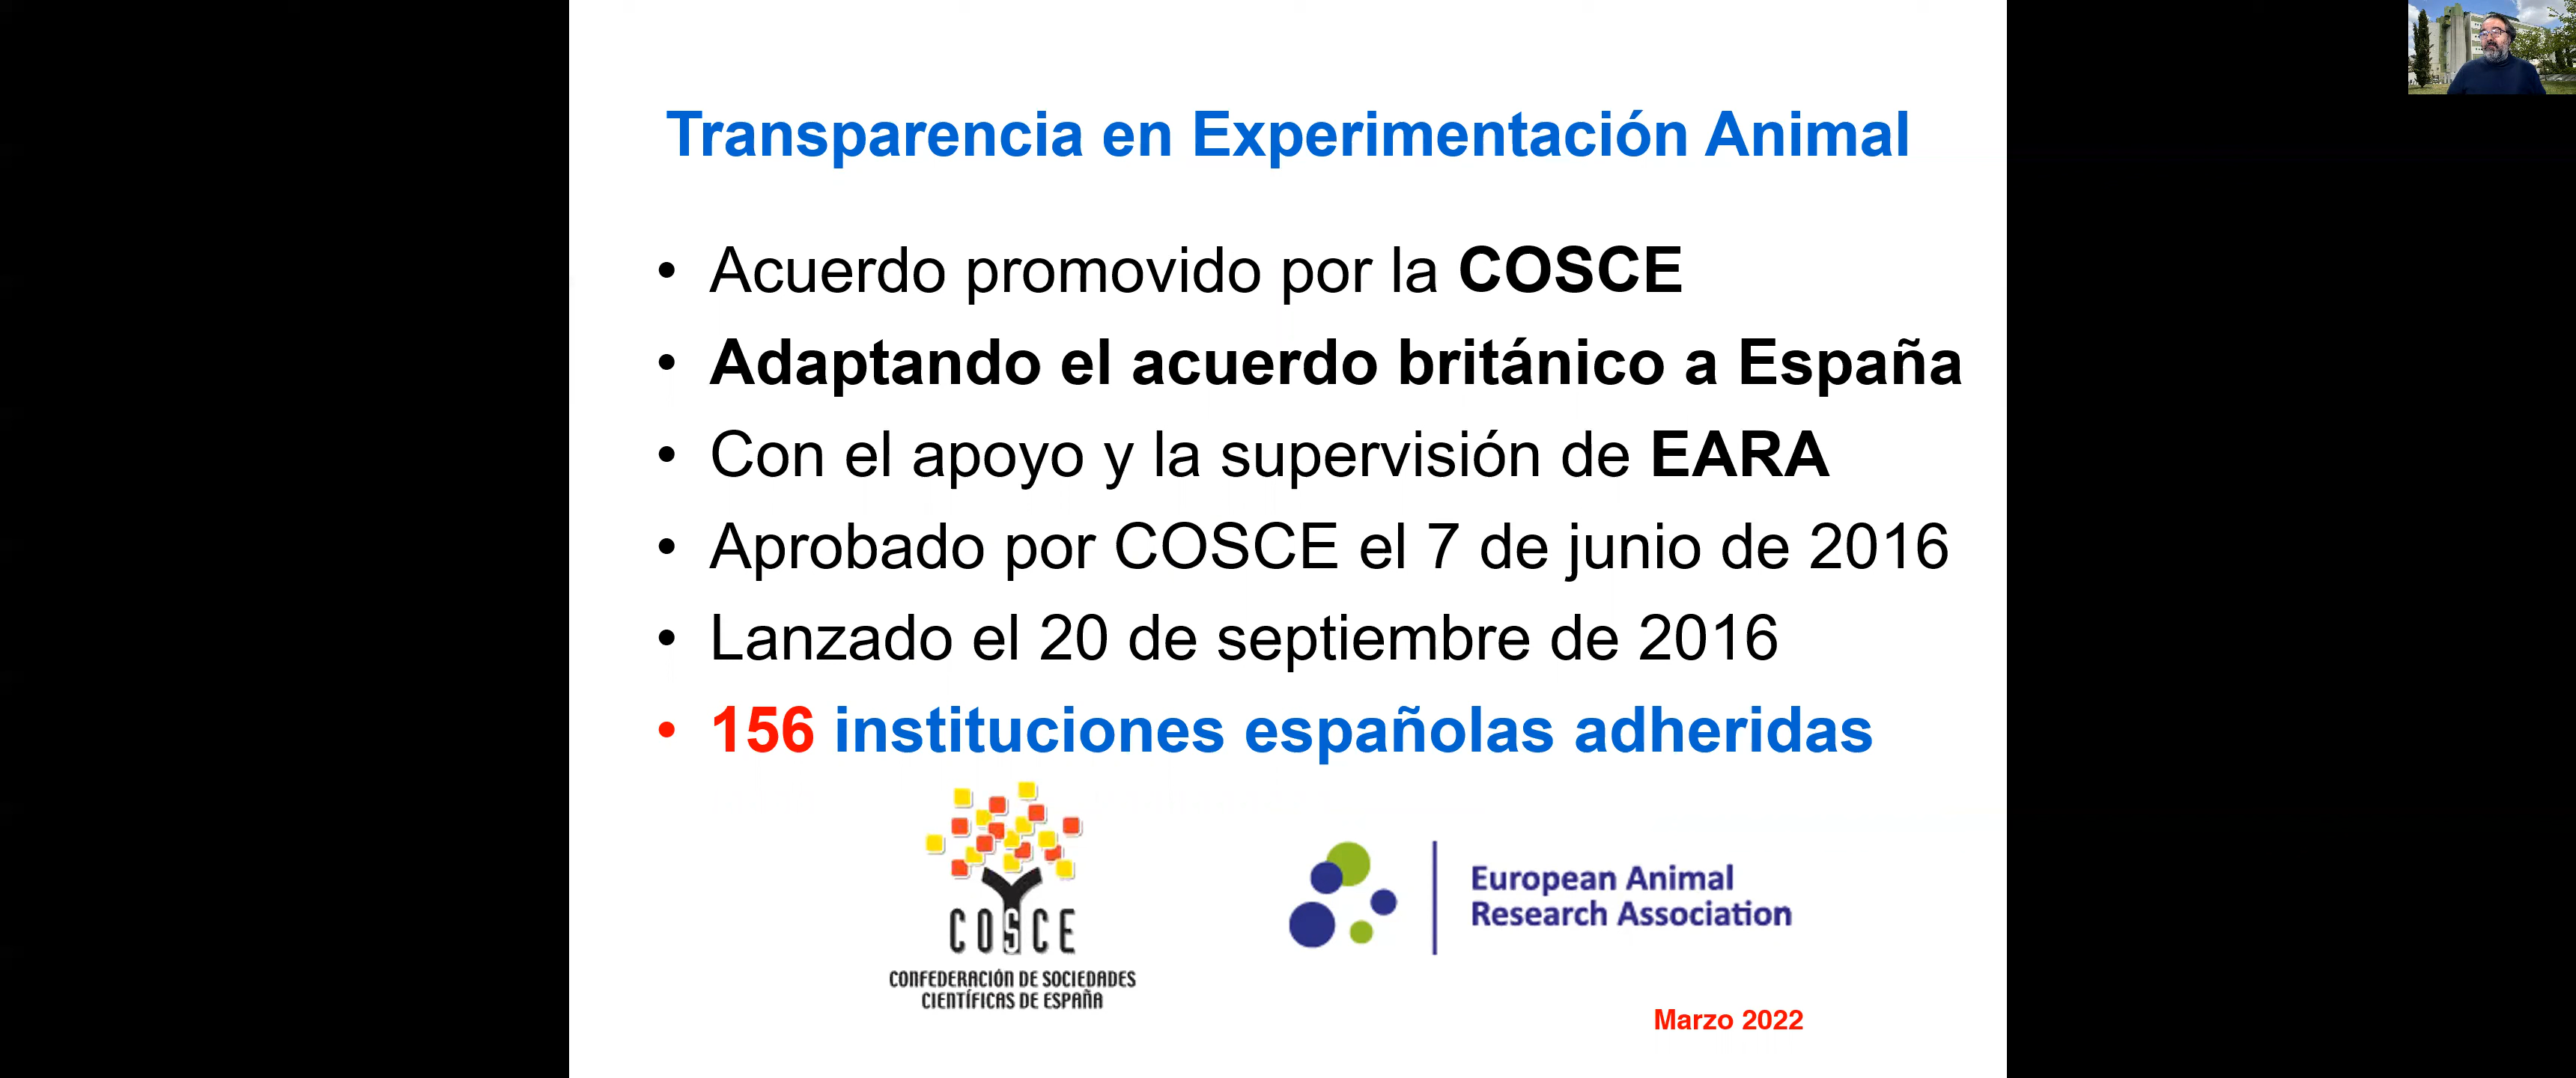 Transparencia en Experimentación Animal
• Acuerdo promovido por la COSCE
• Adaptando el acuerdo británico a España
• Con el apoyo y la supervisión de EARA
• Aprobado por COSCE el 7 de junio de 2016
• Lanzado el 20 de septiembre de 2016
• 156 instituciones españolas adheridas
COSCE
CONFEDERACIÓN DE SOCIEDADES
CIENTÍFICAS DE ESPAÑA
European Animal
Research Association
Marzo 2022